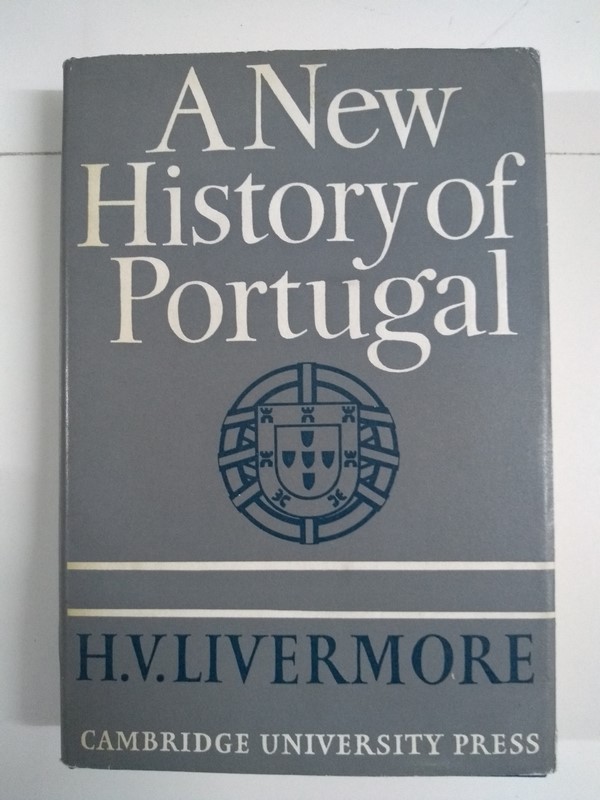 A New
History of
Portugal
H.V.LIVERMORE
CAMBRIDGE UNIVERSITY PRESS